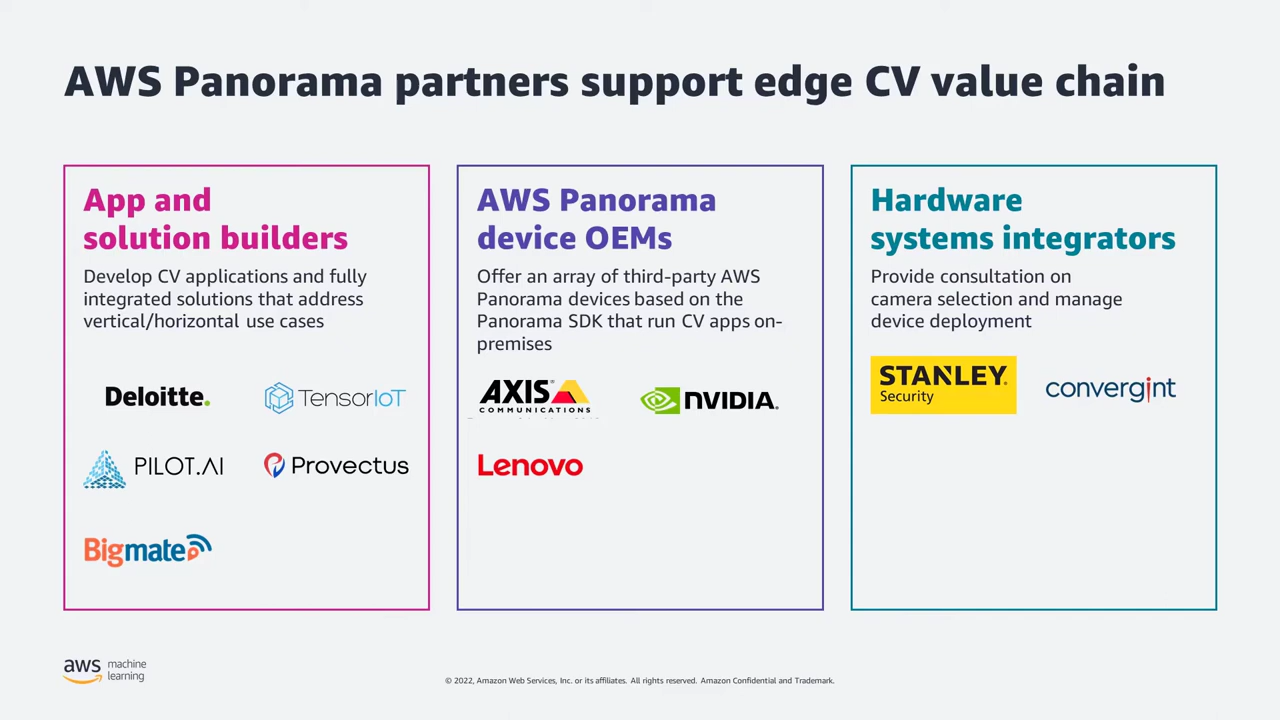 AWS Panorama partners support edge CV value chain
App and
solution builders
Develop CV applications and fully
integrated solutions that address
vertical/horizontal use cases
Deloitte.
TensorIoT
PILOT.AI
Provectus
Bigmate
AWS Panorama
device OEMs
Offer an array of third-party AWS
Panorama devices based on the
Panorama SDK that run CV apps on-
premises
AXIS®
COMMUNICATIONS
NVIDIA.
Lenovo
Hardware
systems integrators
Provide consultation on
camera selection and manage
device deployment
STANLEY®
Security
convergint
aws machine
learning
© 2022, Amazon Web Services, Inc. or its affiliates. All rights reserved. Amazon Confidential and Trademark.